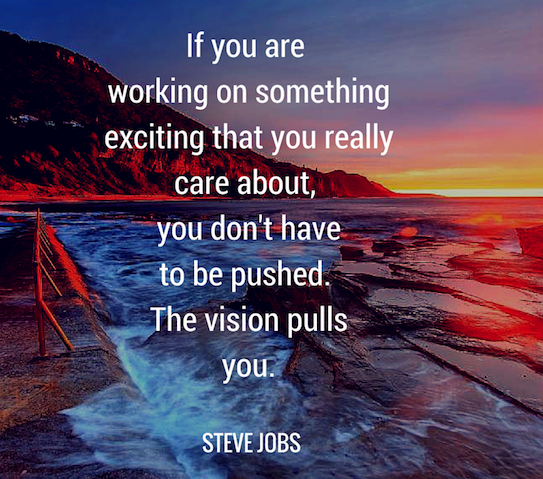 If you are
working on something
exciting that you really
care about,
you don't have
to be pushed.
The vision pulls
you.
STEVE JOBS